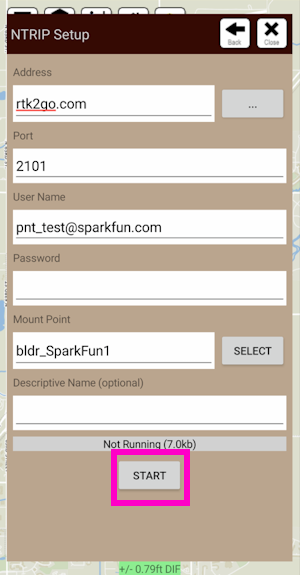 NTRIP Setup
Back
Close
Address
rtk2go.com
...
Port
2101
User Name
pnt_test@sparkfun.com
Password
Mount Point
bldr_SparkFun1
SELECT
Descriptive Name (optional)
Not Running (7.0kb)
START
+/- 0.79ft DIF